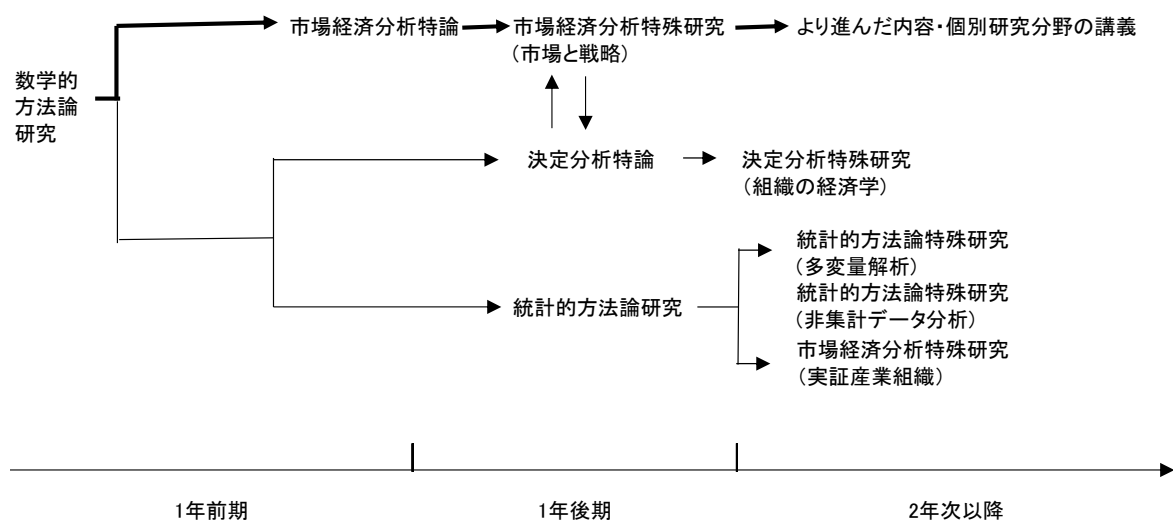 市場経済分析特論
市場経済分析特殊研究
(市場と戦略)
より進んだ内容・個別研究分野の講義
数学的
方法論
研究
決定分析特論
決定分析特殊研究
(組織の経済学)
統計的方法論特殊研究
(多変量解析)
統計的方法論研究
統計的方法論特殊研究
(非集計データ分析)
市場経済分析特殊研究
(実証産業組織)
1年前期
1年後期
2年次以降